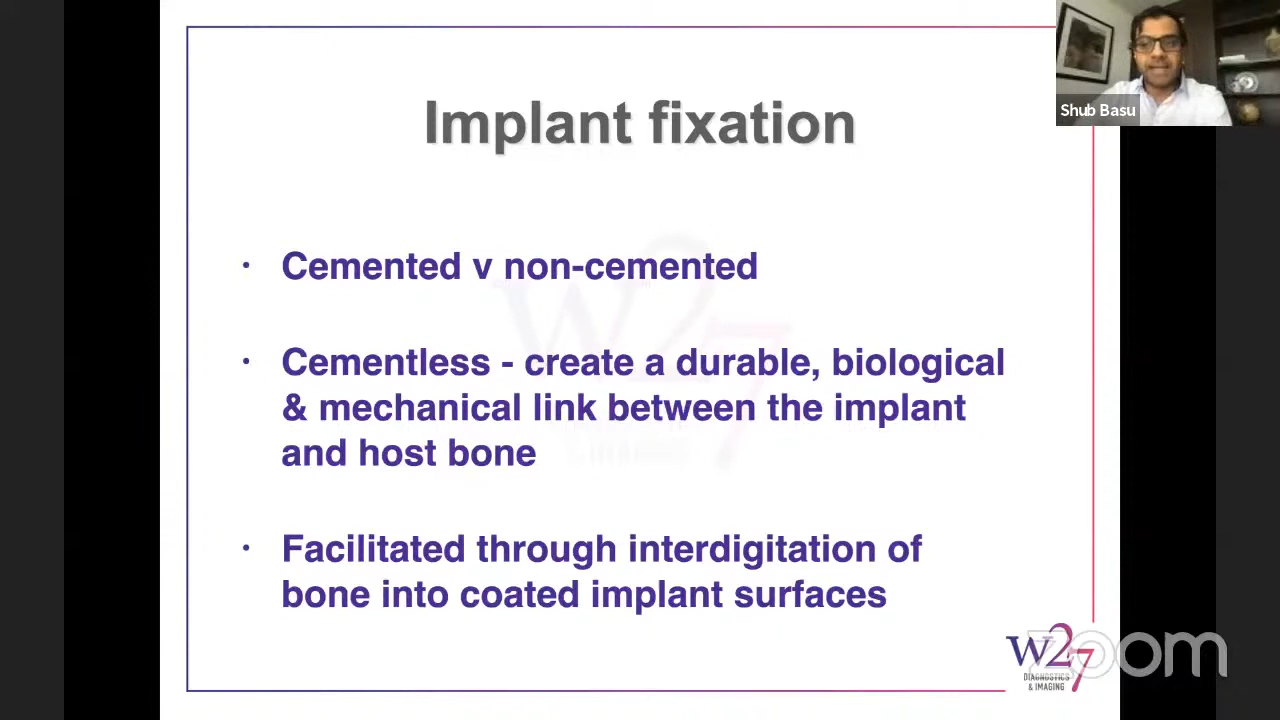 Implant fixation
Shub Basu
• Cemented v non-cemented
• Cementless - create a durable, biological
& mechanical link between the implant
and host bone
• Facilitated through interdigitation of
bone into coated implant surfaces
W27
DIAGNOSTICS
& IMAGING
zoom